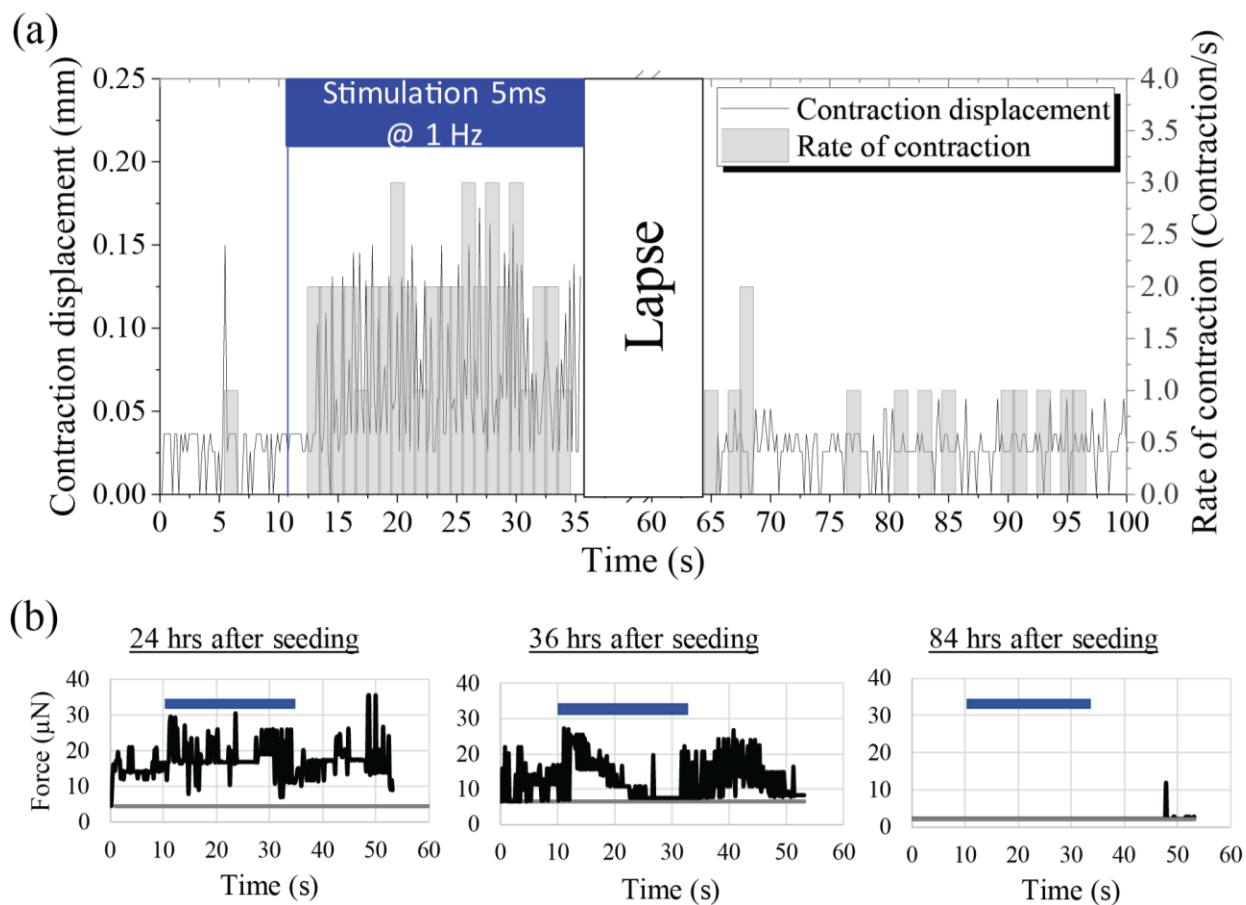 (a)
Stimulation 5ms
@ 1 Hz
Contraction displacement
Rate of contraction
Lapse
Contraction displacement (mm)
0.25
0.20
0.15
0.10
0.05
0.00
Rate of contraction (Contraction/s)
4.0
3.5
3.0
2.5
2.0
1.5
1.0
0.5
0.0
0 5 10 15 20 25 30 35 60 65 70 75 80 85 90 95 100
Time (s)
(b)
24 hrs after seeding
Force (μN)
40
30
20
10
0
0 10 20 30 40 50 60
Time (s)
36 hrs after seeding
40
30
20
10
0
0 10 20 30 40 50 60
Time (s)
84 hrs after seeding
40
30
20
10
0
0 10 20 30 40 50 60
Time (s)